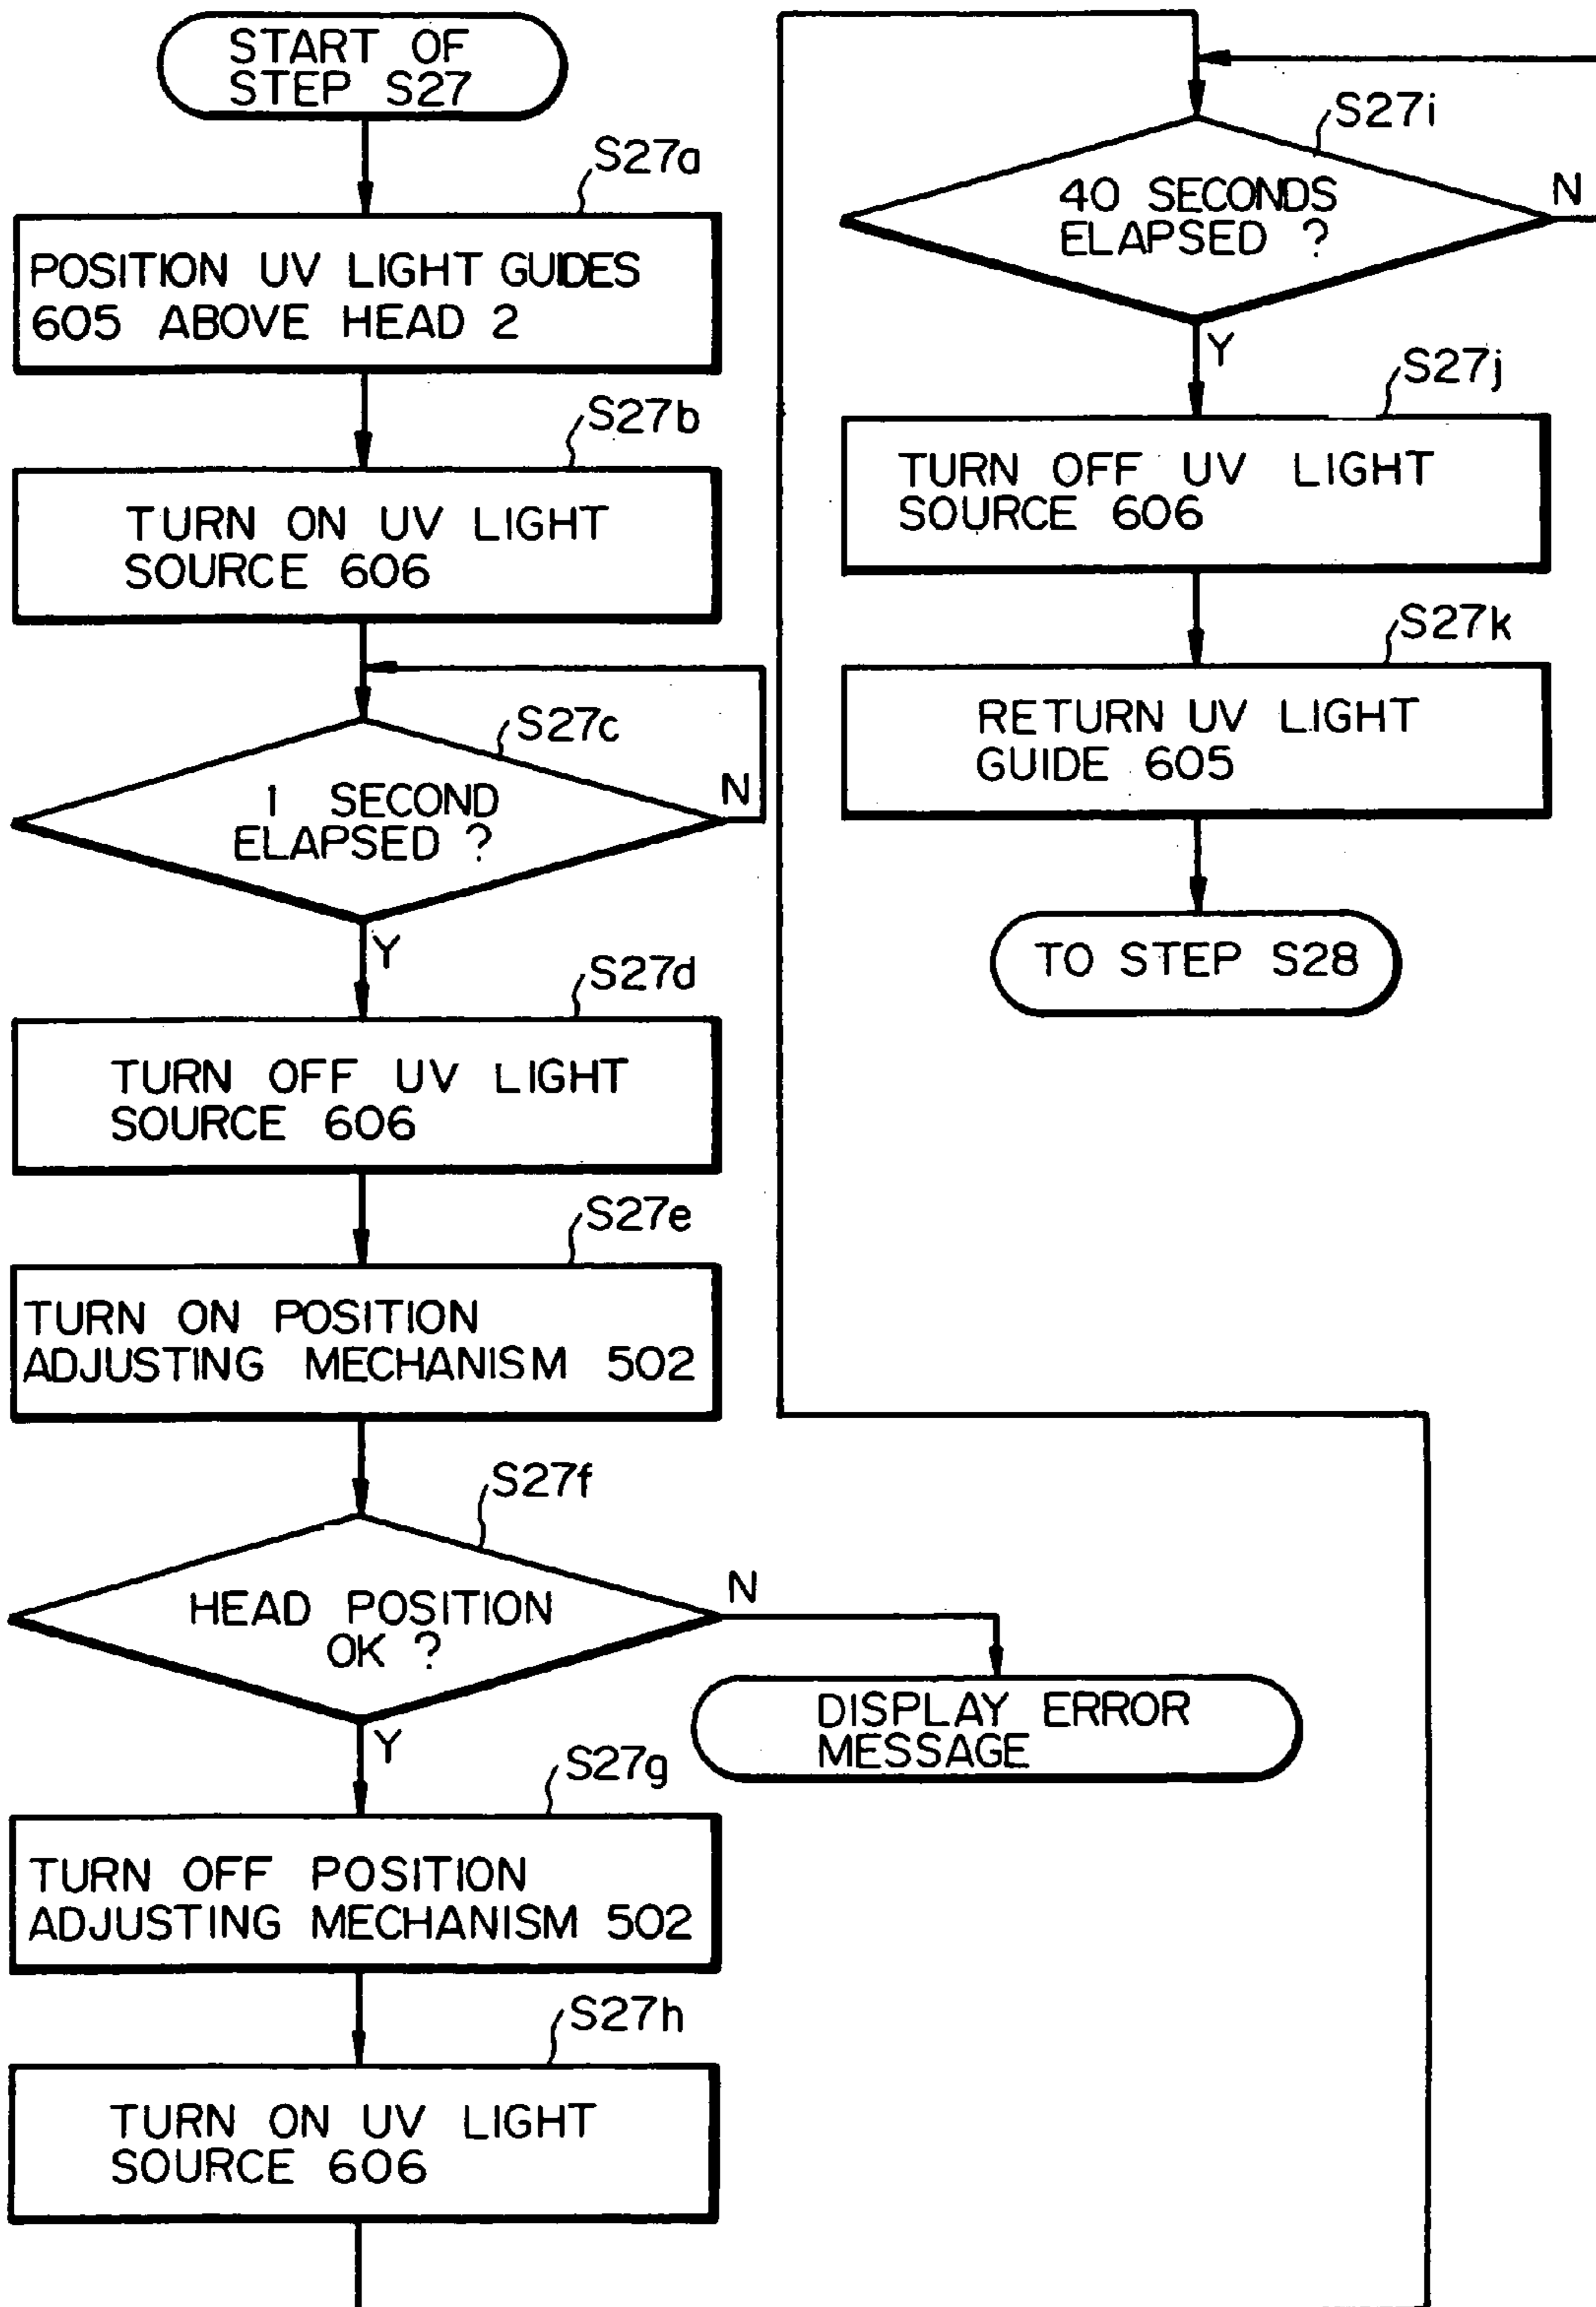 START OF
STEP S27
S27a
POSITION UV LIGHT GUIDES
605 ABOVE HEAD 2
S27b
TURN ON UV LIGHT
SOURCE 606
S27c
1 SECOND
ELAPSED ?
N
Y
S27d
TURN OFF UV LIGHT
SOURCE 606
S27e
TURN ON POSITION
ADJUSTING MECHANISM 502
S27f
HEAD POSITION
OK ?
N
DISPLAY ERROR
MESSAGE
Y
S27g
TURN OFF POSITION
ADJUSTING MECHANISM 502
S27h
TURN ON UV LIGHT
SOURCE 606
S27i
40 SECONDS
ELAPSED ?
N
Y
S27j
TURN OFF UV LIGHT
SOURCE 606
S27k
RETURN UV LIGHT
GUIDE 605
TO STEP S28